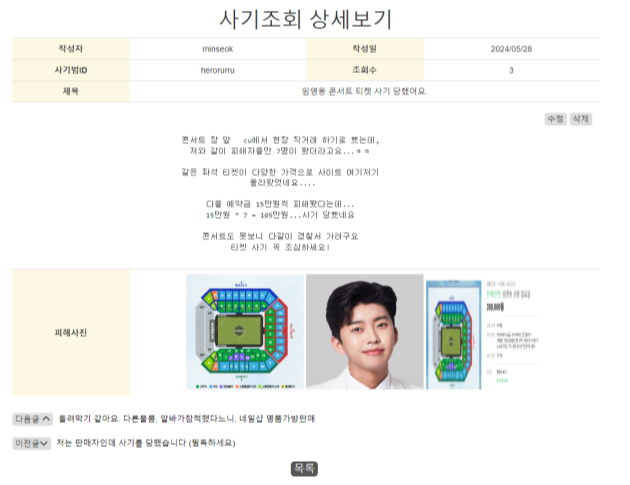 사기조회 상세보기
작성자 minseok 작성일 2024/05/28
사기범ID herorurru 조회수 3
제목 임영웅 콘서트 티켓 사기 당했어요.
수정 삭제
콘서트 장 앞 cu에서 현장 직거래 하기로 했는데,
저와 같이 피해자들만 7명이 왔더라고요...ㅋㅋ
같은 좌석 티켓이 다양한 가격으로 사이트 여기저기
올라왔었네요....
다들 예약금 15만원씩 피해봤다는데...
15만원 * 7 = 105만원...사기 당했네요
콘서트도 못보니 다같이 경찰서 가려구요
티켓 사기 꼭 조심하세요!
피해사진
다음글 돌려막기 같아요. 다른물품, 알바가잠적했다느니, 네일샵 명품가방판매
이전글 저는 판매자인데 사기를 당했습니다 (필독하세요)
목록